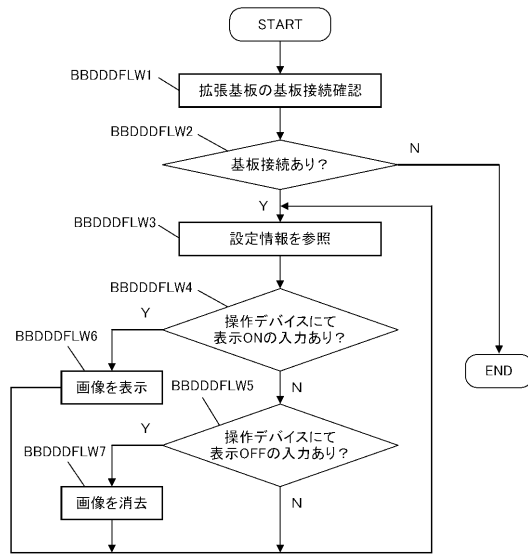 START
BBDDDFLW1
拡張基板の基板接続確認
BBDDDFLW2
N
基板接続あり？
Y
BBDDDFLW3
設定情報を参照
BBDDDFLW4
Y
操作デバイスにて
表示ONの入力あり？
BBDDDFLW6
END
画像を表示
BBDDDFLW5
N
Y
操作デバイスにて
表示OFFの入力あり？
BBDDDFLW7
画像を消去
N